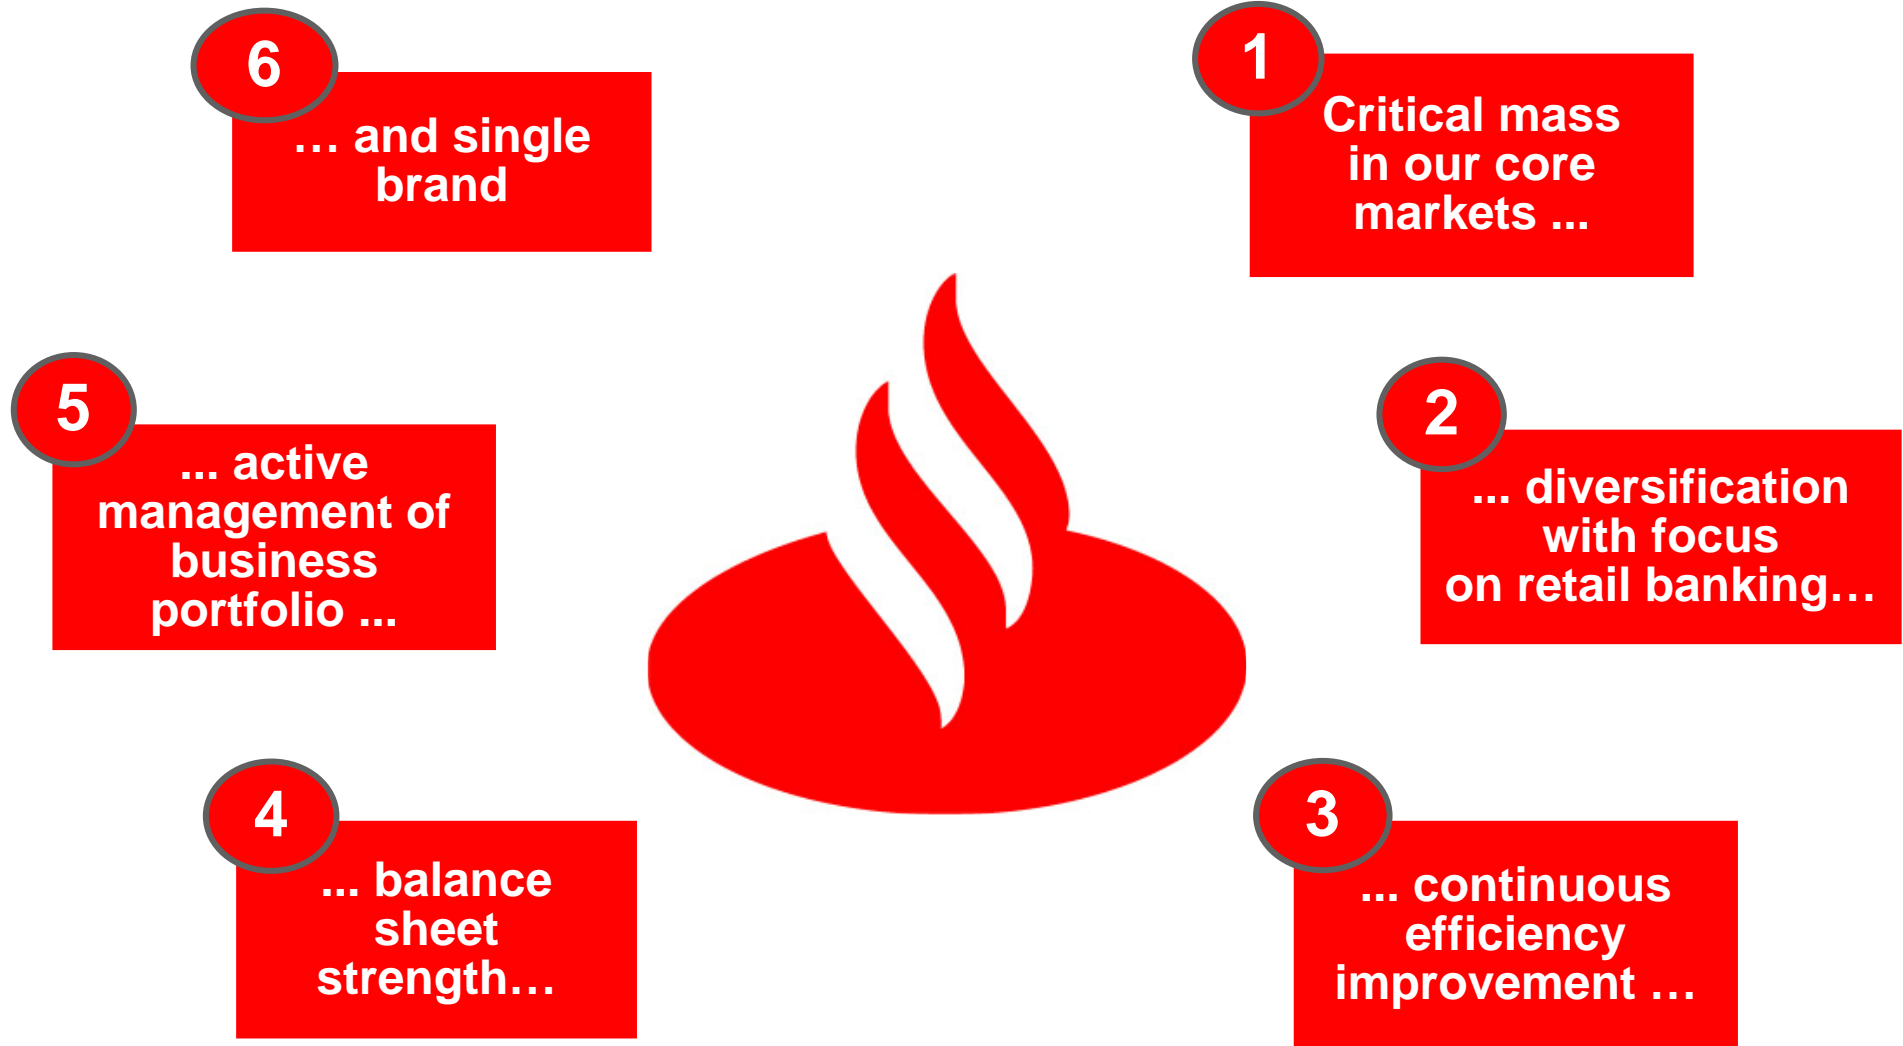 1
Critical mass
in our core
markets ...
2
... diversification
with focus
on retail banking…
3
... continuous
efficiency
improvement …
4
... balance
sheet
strength…
5
... active
management of
business
portfolio ...
6
… and single
brand